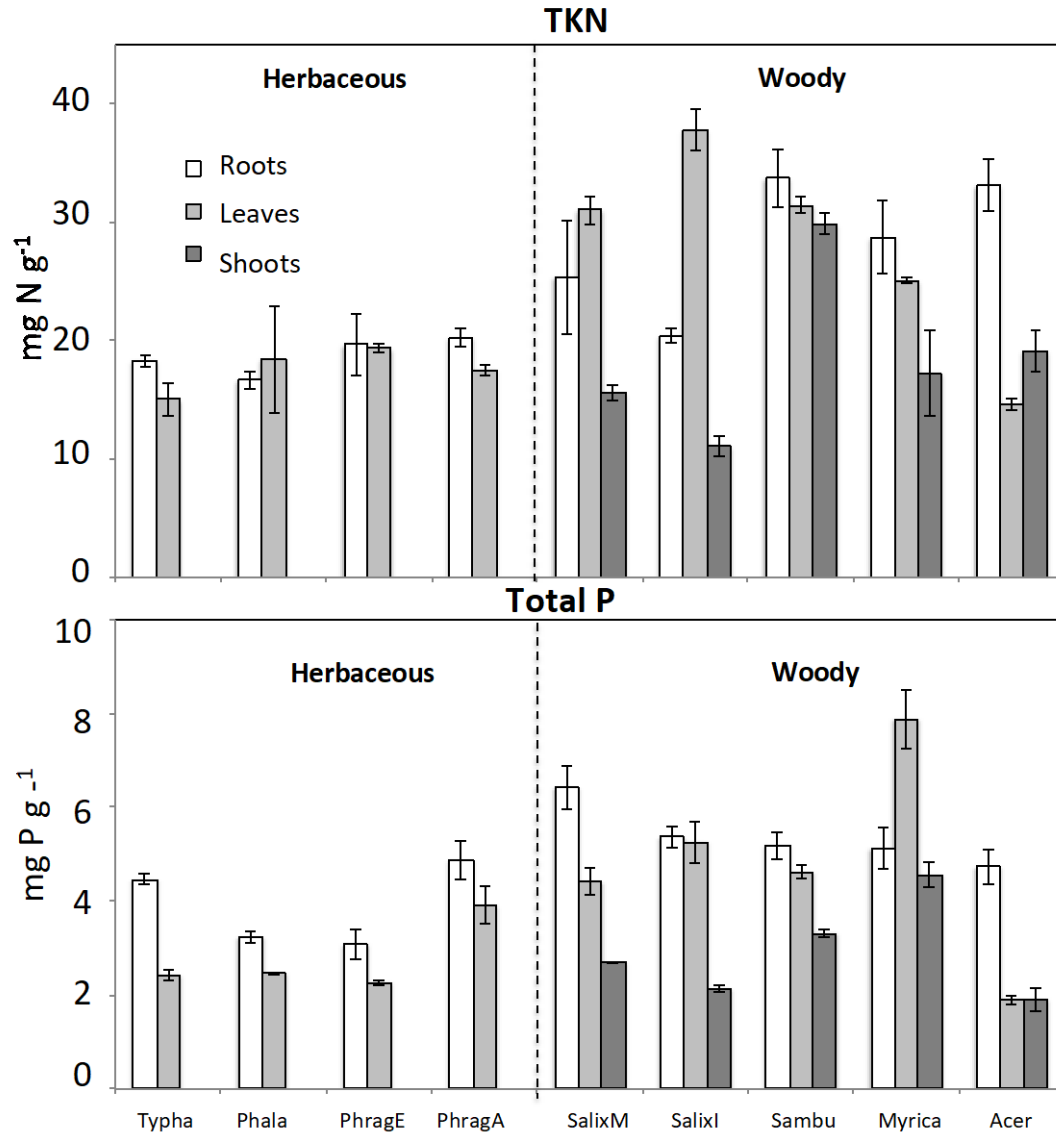 TKN
Herbaceous Woody
40
30
20
10
0
mg N g-1
Roots
Leaves
Shoots
Total P
Herbaceous Woody
10
8
6
4
2
0
mg P g -1
Typha Phala PhragE PhragA SalixM SalixI Sambu Myrica Acer